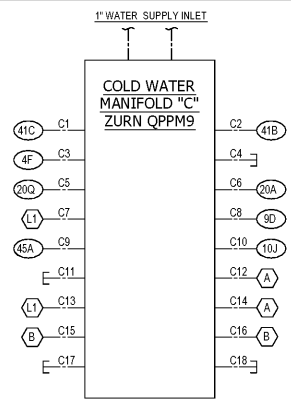 1" WATER SUPPLY INLET
COLD WATER
MANIFOLD "C"
ZURN QPPM9
41C C1 C2 41B
4F C3 C4
20Q C5 C6 20A
L1 C7 C8 9D
45A C9 C10 10J
C11 C12 A
L1 C13 C14 A
B C15 C16 B
C17 C18